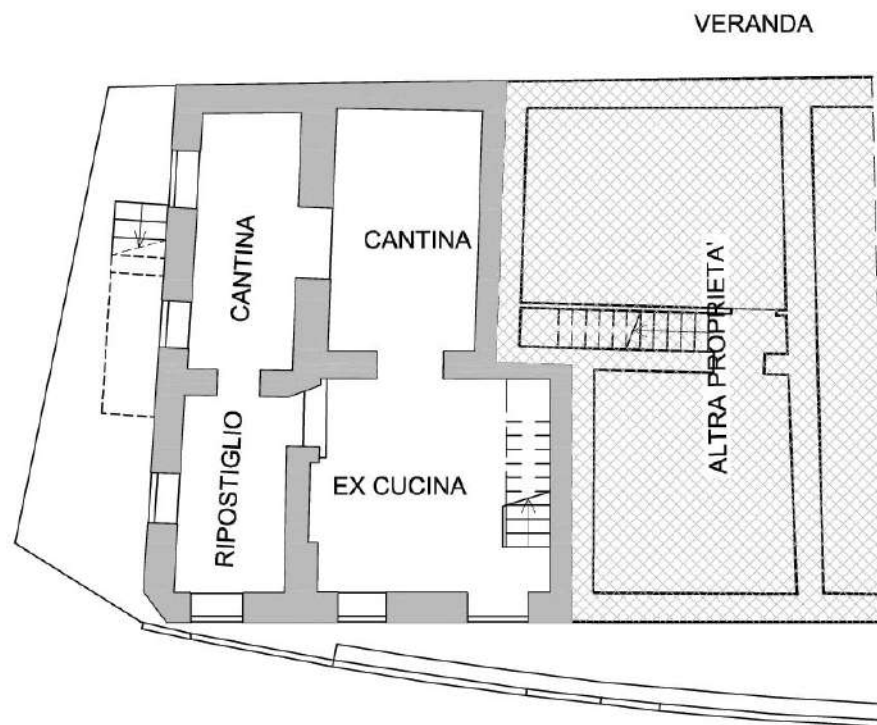 VERANDA
CANTINA
CANTINA
ALTRA PROPRIETA'
RIPOSTIGLIO
EX CUCINA